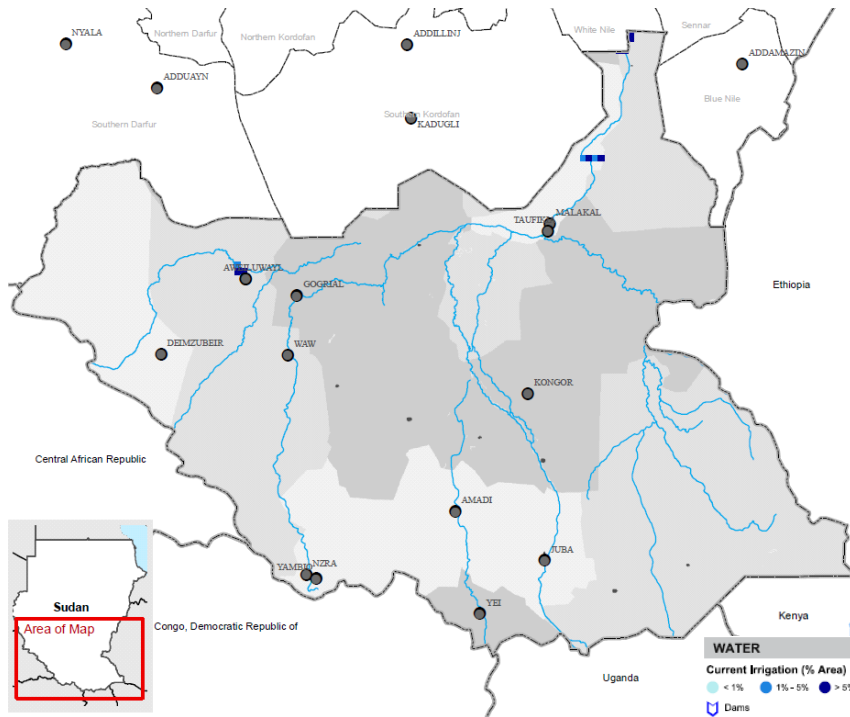 NYALA
Northern Darfur
Northern Kordofan
ADDILLINJ
White Nile
Sennar
ADDAMAZIN
ADDUAYN
Blue Nile
Southern Darfur
Southern Kordofan
KADUGLI
MALAKAL
TAUFIK
GOGRIAL
Ethiopia
DEIMZUBEIR
WAW
KONGOR
Central African Republic
AMADI
JUBA
YAMBIO
NZRA
YEI
Sudan
Area of Map
Congo, Democratic Republic of
Kenya
Uganda
WATER
Current Irrigation (% Area)
< 1%
1% - 5%
> 5%
Dams